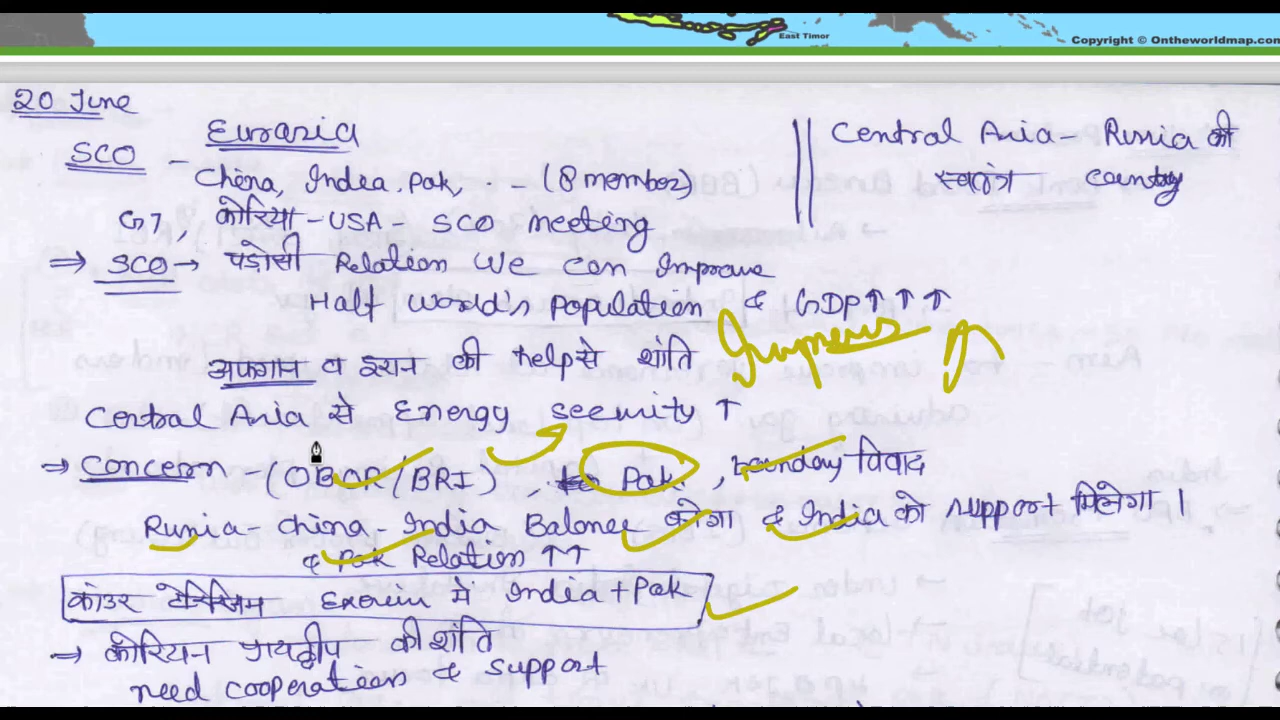 East Timor
Copyright © Ontheworldmap.com
20 June
Eurasia
SCO -
China, India, Pak, - (8 member)
G7, कोरिया - USA - SCO meeting
⇒ SCO → पडोसी Relation We Can Improve
Half world's population & GDP↑↑↑
अफगान व इरान की help से शांति
Central Asia से Energy security ↑
→ Concern (OBOR/BRI) Pak, boundary विवाद
Russia - China - India Balance करेगा & India को support मिलेगा।
& Pak Relation ↑↑
काउंटर Exercise में India + Pak
→ कोरियन प्रायद्वीप की शांति
need cooperation & support
Central Asia - Russia की
स्वतंत्र country